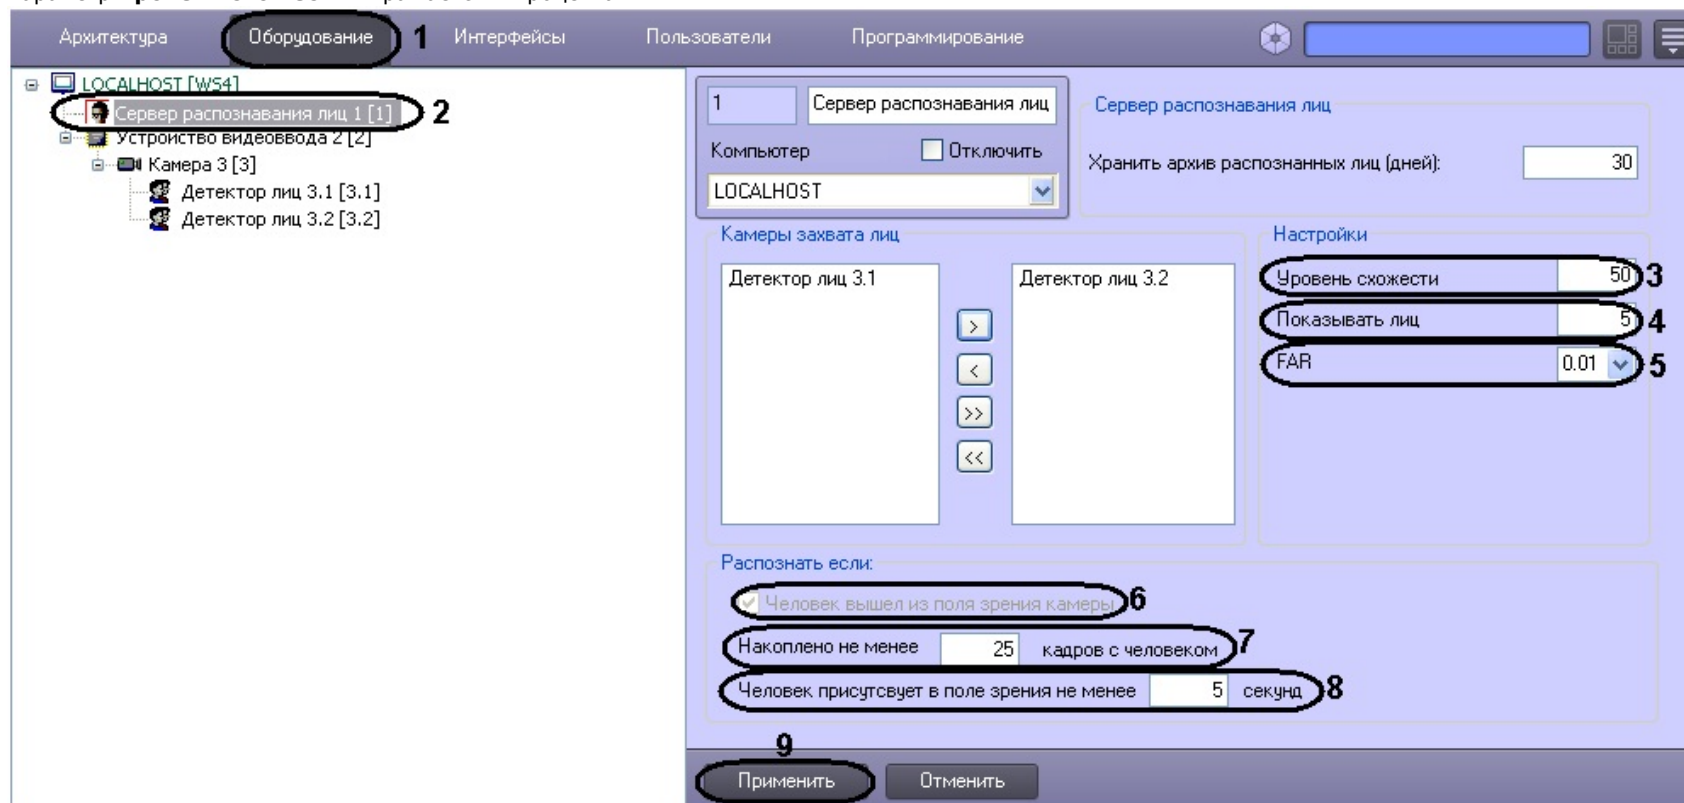 Архитектура Оборудование 1 Интерфейсы Пользователи Программирование
LOCALHOST [WS4]
Сервер распознавания лиц 1 [1] 2
Устройство видеоввода 2 [2]
Камера 3 [3]
Детектор лиц 3.1 [3.1]
Детектор лиц 3.2 [3.2]
1 Сервер распознавания лиц
Компьютер Отключить
LOCALHOST
Сервер распознавания лиц
Хранить архив распознанных лиц (дней): 30
Камеры захвата лиц
Детектор лиц 3.1 Детектор лиц 3.2
>
<
>>
<<
Настройки
Уровень схожести 50 3
Показывать лиц 5 4
FAR 0.01 5
Распознать если:
Человек вышел из поля зрения камеры 6
Накоплено не менее 25 кадров с человеком 7
Человек присутсвует в поле зрения не менее 5 секунд 8
9
Применить Отменить